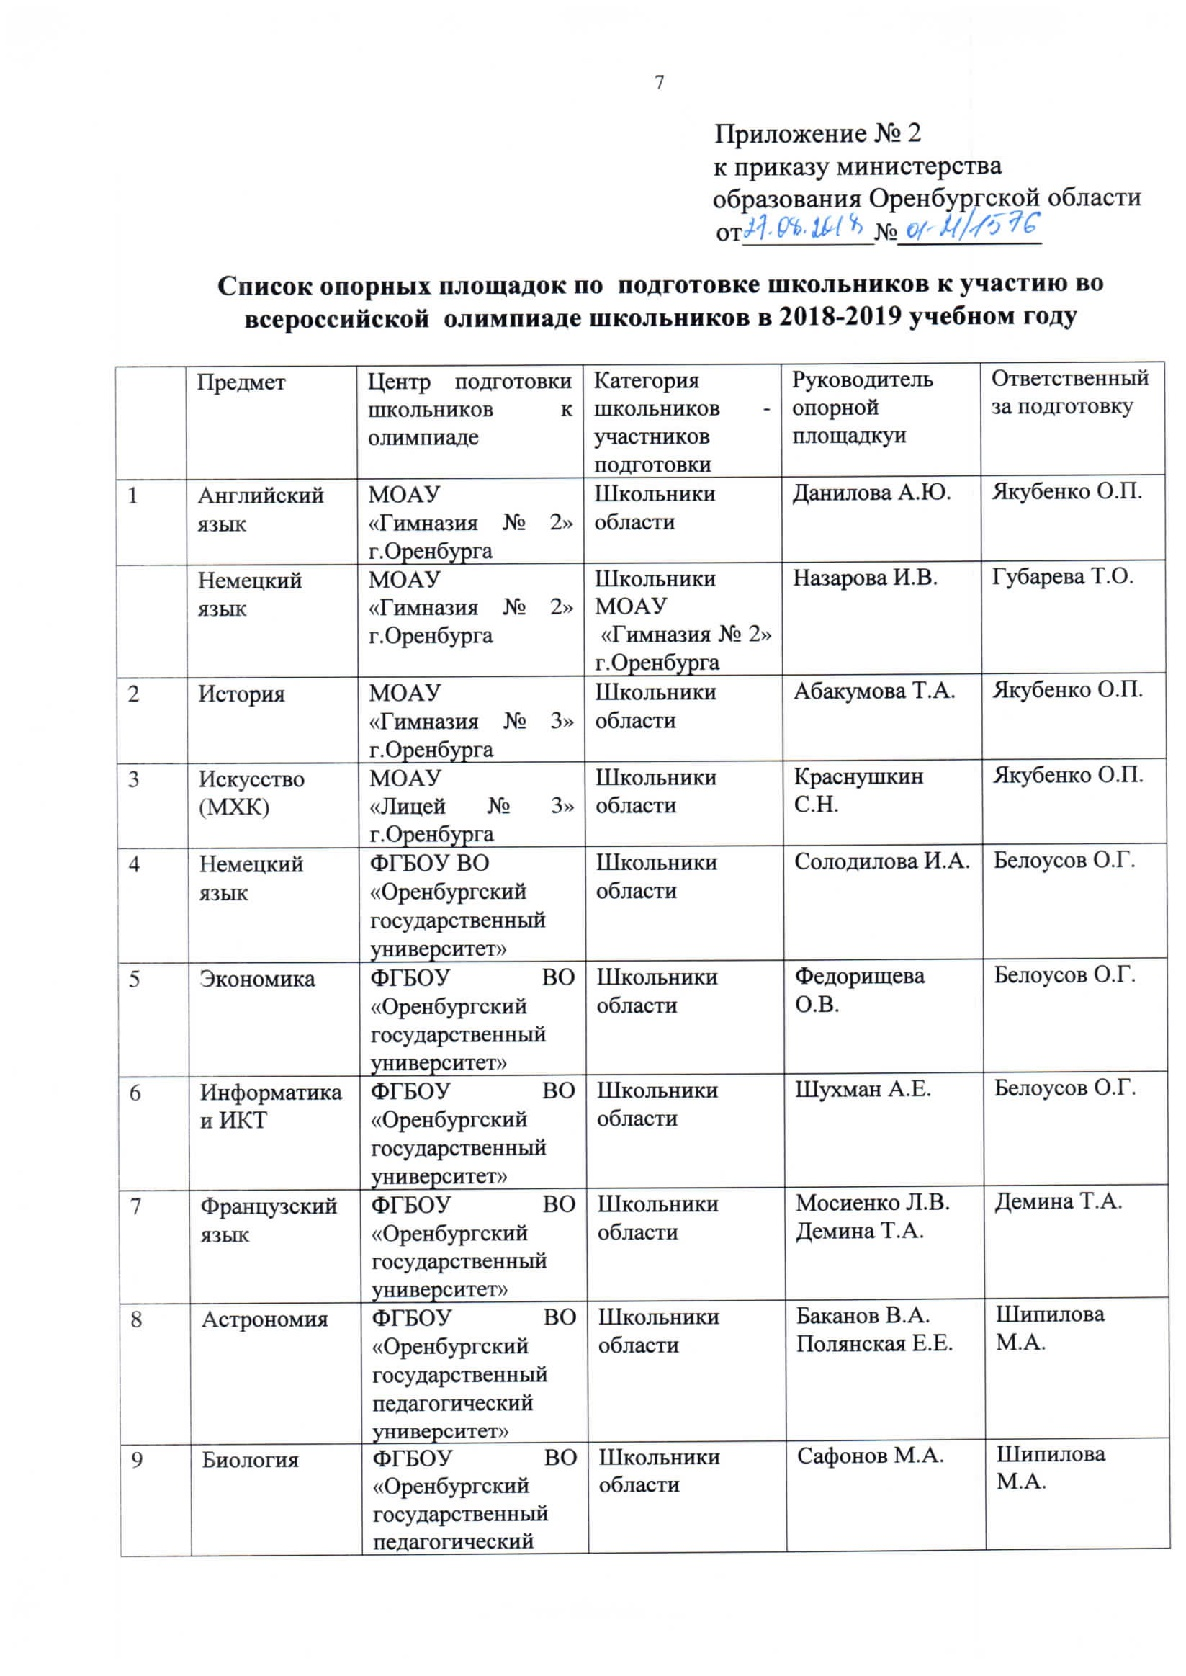 7
Приложение № 2
к приказу министерства
образования Оренбургской области
от 27.08.2018 № 01-21/1576
Список опорных площадок по подготовке школьников к участию во
всероссийской олимпиаде школьников в 2018-2019 учебном году
Предмет
Центр подготовки
школьников к
олимпиаде
Категория
школьников -
участников
подготовки
Руководитель
опорной
площадкуи
Ответственный
за подготовку
1
Английский
язык
МОАУ
«Гимназия № 2»
г.Оренбурга
Школьники
области
Данилова А.Ю.
Якубенко О.П.
Немецкий
язык
МОАУ
«Гимназия № 2»
г.Оренбурга
Школьники
МОАУ
«Гимназия № 2»
г.Оренбурга
Назарова И.В.
Губарева Т.О.
2
История
МОАУ
«Гимназия № 3»
г.Оренбурга
Школьники
области
Абакумова Т.А.
Якубенко О.П.
3
Искусство
(МХК)
МОАУ
«Лицей № 3»
г.Оренбурга
Школьники
области
Краснушкин
С.Н.
Якубенко О.П.
4
Немецкий
язык
ФГБОУ ВО
«Оренбургский
государственный
университет»
Школьники
области
Солодилова И.А.
Белоусов О.Г.
5
Экономика
ФГБОУ ВО
«Оренбургский
государственный
университет»
Школьники
области
Федорищева
О.В.
Белоусов О.Г.
6
Информатика
и ИКТ
ФГБОУ ВО
«Оренбургский
государственный
университет»
Школьники
области
Шухман А.Е.
Белоусов О.Г.
7
Французский
язык
ФГБОУ ВО
«Оренбургский
государственный
университет»
Школьники
области
Мосиенко Л.В.
Демина Т.А.
Демина Т.А.
8
Астрономия
ФГБОУ ВО
«Оренбургский
государственный
педагогический
университет»
Школьники
области
Баканов В.А.
Полянская Е.Е.
Шипилова
М.А.
9
Биология
ФГБОУ ВО
«Оренбургский
государственный
педагогический
Школьники
области
Сафонов М.А.
Шипилова
М.А.